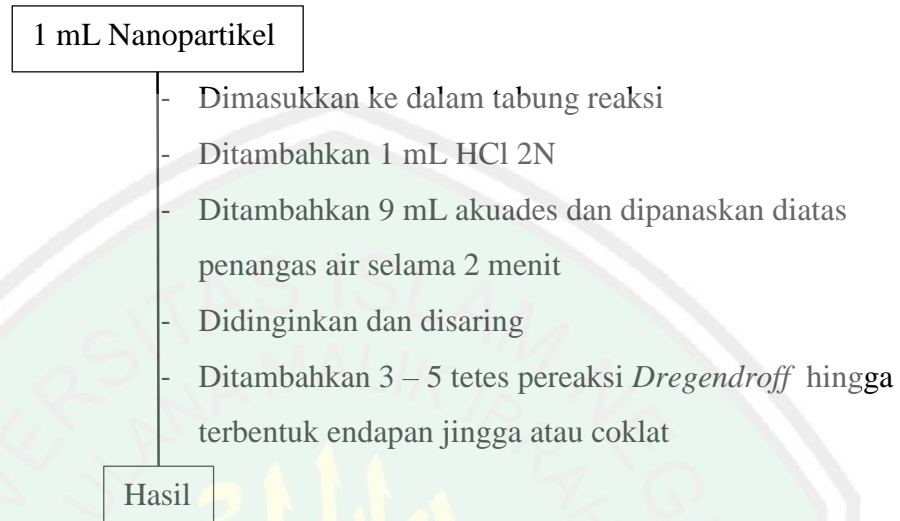 1 mL Nanopartikel
- Dimasukkan ke dalam tabung reaksi
- Ditambahkan 1 mL HCl 2N
- Ditambahkan 9 mL akuades dan dipanaskan diatas
penangas air selama 2 menit
- Didinginkan dan disaring
- Ditambahkan 3 – 5 tetes pereaksi Dregendroff hingga
terbentuk endapan jingga atau coklat
Hasil